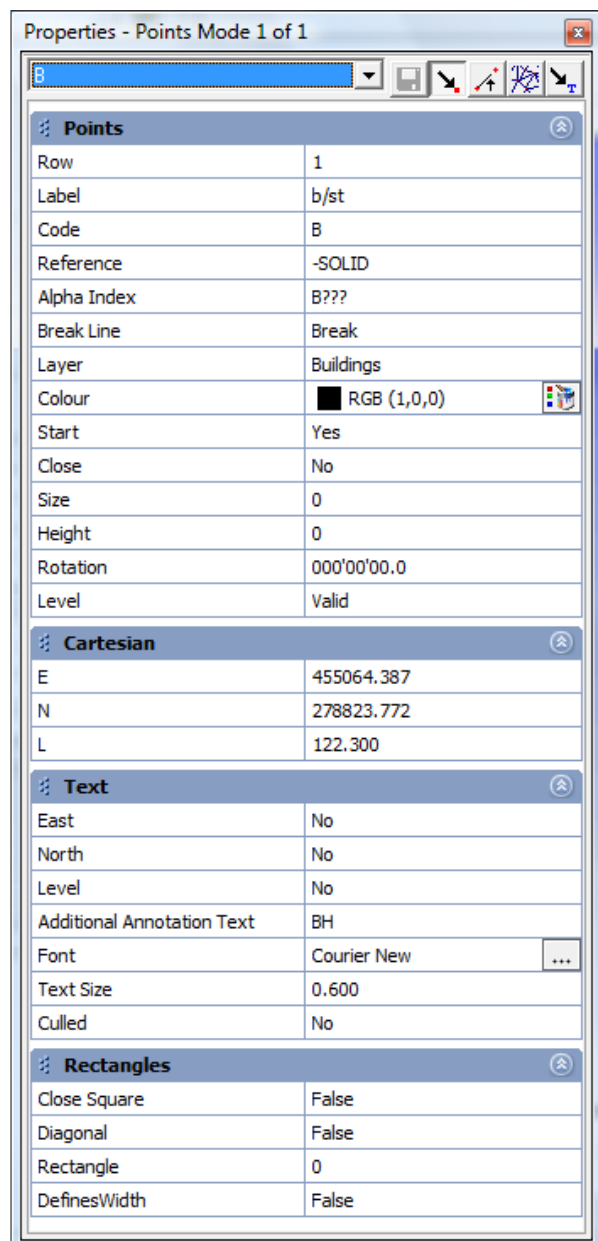 Properties - Points Mode 1 of 1
B
Points
Row 1
Label b/st
Code B
Reference -SOLID
Alpha Index B???
Break Line Break
Layer Buildings
Colour RGB (1,0,0)
Start Yes
Close No
Size 0
Height 0
Rotation 000'00'00.0
Level Valid
Cartesian
E 455064.387
N 278823.772
L 122.300
Text
East No
North No
Level No
Additional Annotation Text BH
Font Courier New ...
Text Size 0.600
Culled No
Rectangles
Close Square False
Diagonal False
Rectangle 0
DefinesWidth False